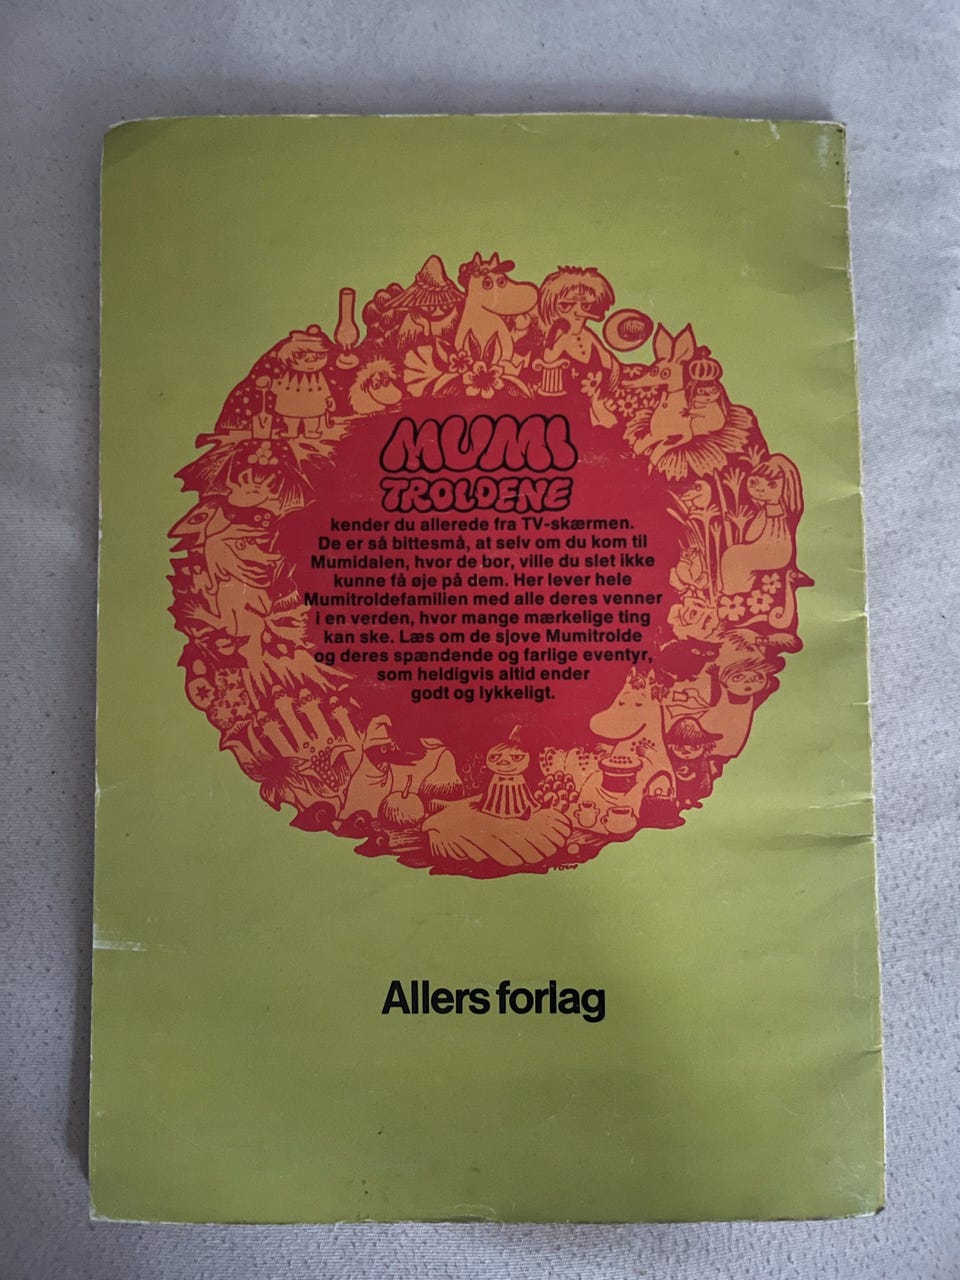 MUMI
TROLDENE
kender du allerede fra TV-skærmen.
De er så bittesmå, at selv om du kom til
Mumidalen, hvor de bor, ville du slet ikke
kunne få øje på dem. Her lever hele
Mumitroldefamilien med alle deres venner
i en verden, hvor mange mærkelige ting
kan ske. Læs om de sjove Mumitrolde
og deres spændende og farlige eventyr,
som heldigvis altid ender
godt og lykkeligt.
TOVE
Allers forlag